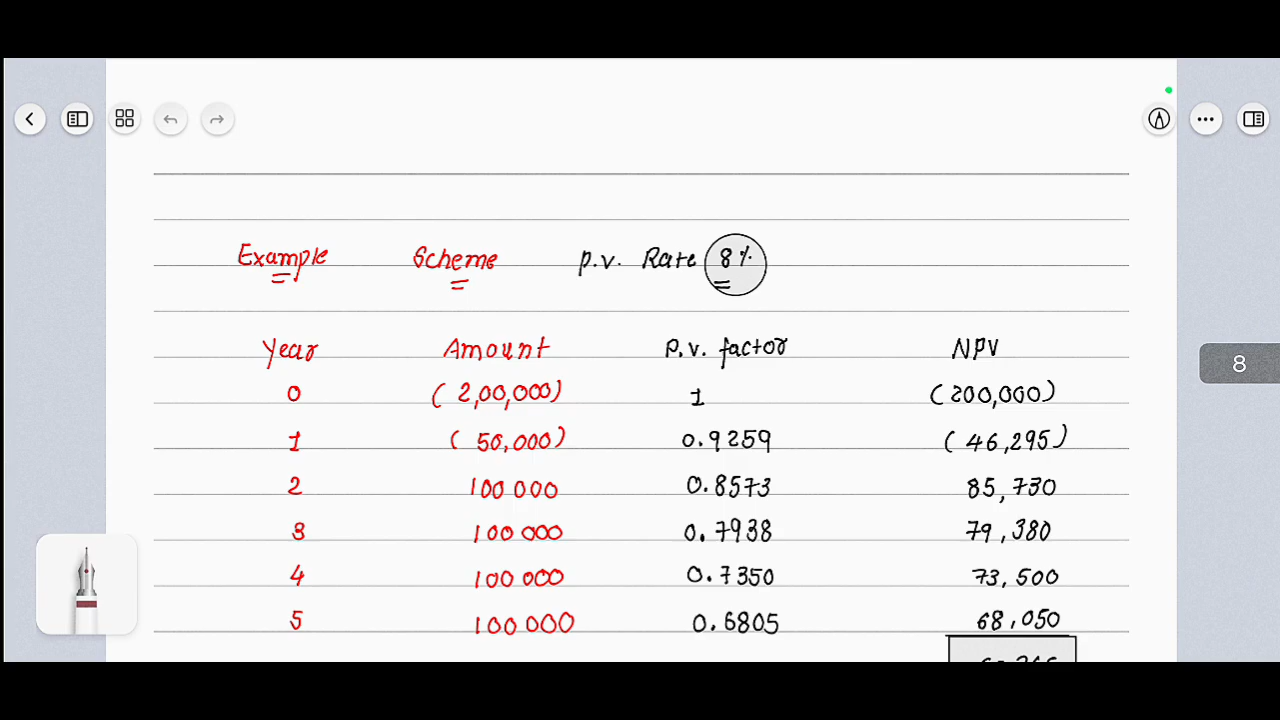 Example Scheme P.V. Rate 8%
Year Amount P.V. factor NPV
0 (2,00,000) 1 (200,000)
1 (50,000) 0.9259 (46,295)
2 100 000 0.8573 85,730
3 100 000 0.7938 79,380
4 100 000 0.7350 73,500
5 100 000 0.6805 68,050
8